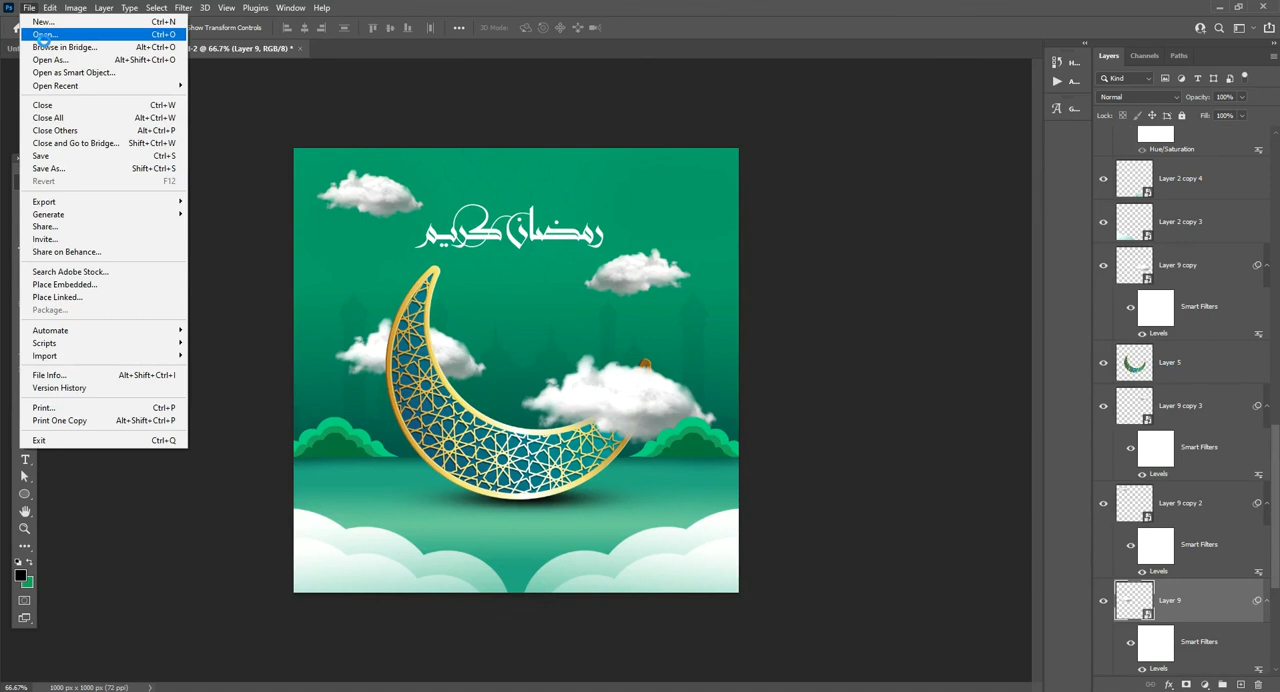 Ps File Edit Image Layer Type Select Filter 3D View Plugins Window Help
Show Transform Controls 3D Mode:
-2 @ 66.7% (Layer 9, RGB/8) *
New... Ctrl+N
Open... Ctrl+O
Browse in Bridge... Alt+Ctrl+O
Open As... Alt+Shift+Ctrl+O
Open as Smart Object...
Open Recent
Close Ctrl+W
Close All Alt+Ctrl+W
Close Others Alt+Ctrl+P
Close and Go to Bridge... Shift+Ctrl+W
Save Ctrl+S
Save As... Shift+Ctrl+S
Revert F12
Export
Generate
Share...
Invite...
Share on Behance...
Search Adobe Stock...
Place Embedded...
Place Linked...
Package...
Automate
Scripts
Import
File Info... Alt+Shift+Ctrl+I
Version History
Print... Ctrl+P
Print One Copy Alt+Shift+Ctrl+P
Exit Ctrl+Q
رمضان كريم
H...
A...
G...
Layers Channels Paths
Kind
Normal Opacity: 100%
Lock: Fill: 100%
Hue/Saturation
Layer 2 copy 4
Layer 2 copy 3
Layer 9 copy
Smart Filters
Levels
Layer 5
Layer 9 copy 3
Smart Filters
Levels
Layer 9 copy 2
Smart Filters
Levels
Layer 9
Smart Filters
Levels
66.67% 1000 px x 1000 px (72 ppi)